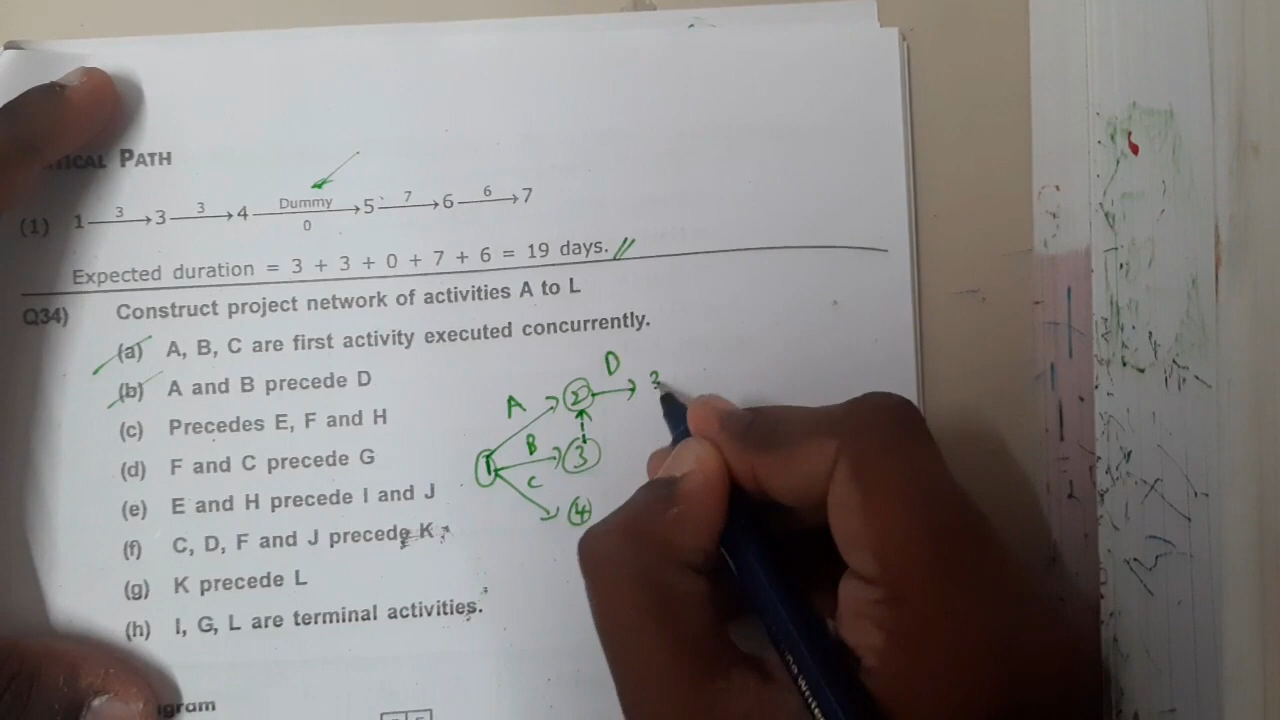 PATH
(1) 1 3 3 3 4 Dummy 0 5 7 6 6 7
Expected duration = 3 + 3 + 0 + 7 + 6 = 19 days.
Q34) Construct project network of activities A to L
(a) A, B, C are first activity executed concurrently.
(b) A and B precede D
(c) Precedes E, F and H
(d) F and C precede G
(e) E and H precede I and J
(f) C, D, F and J precede K
(g) K precede L
(h) I, G, L are terminal activities.
A 2 D
1 B 3
C 4